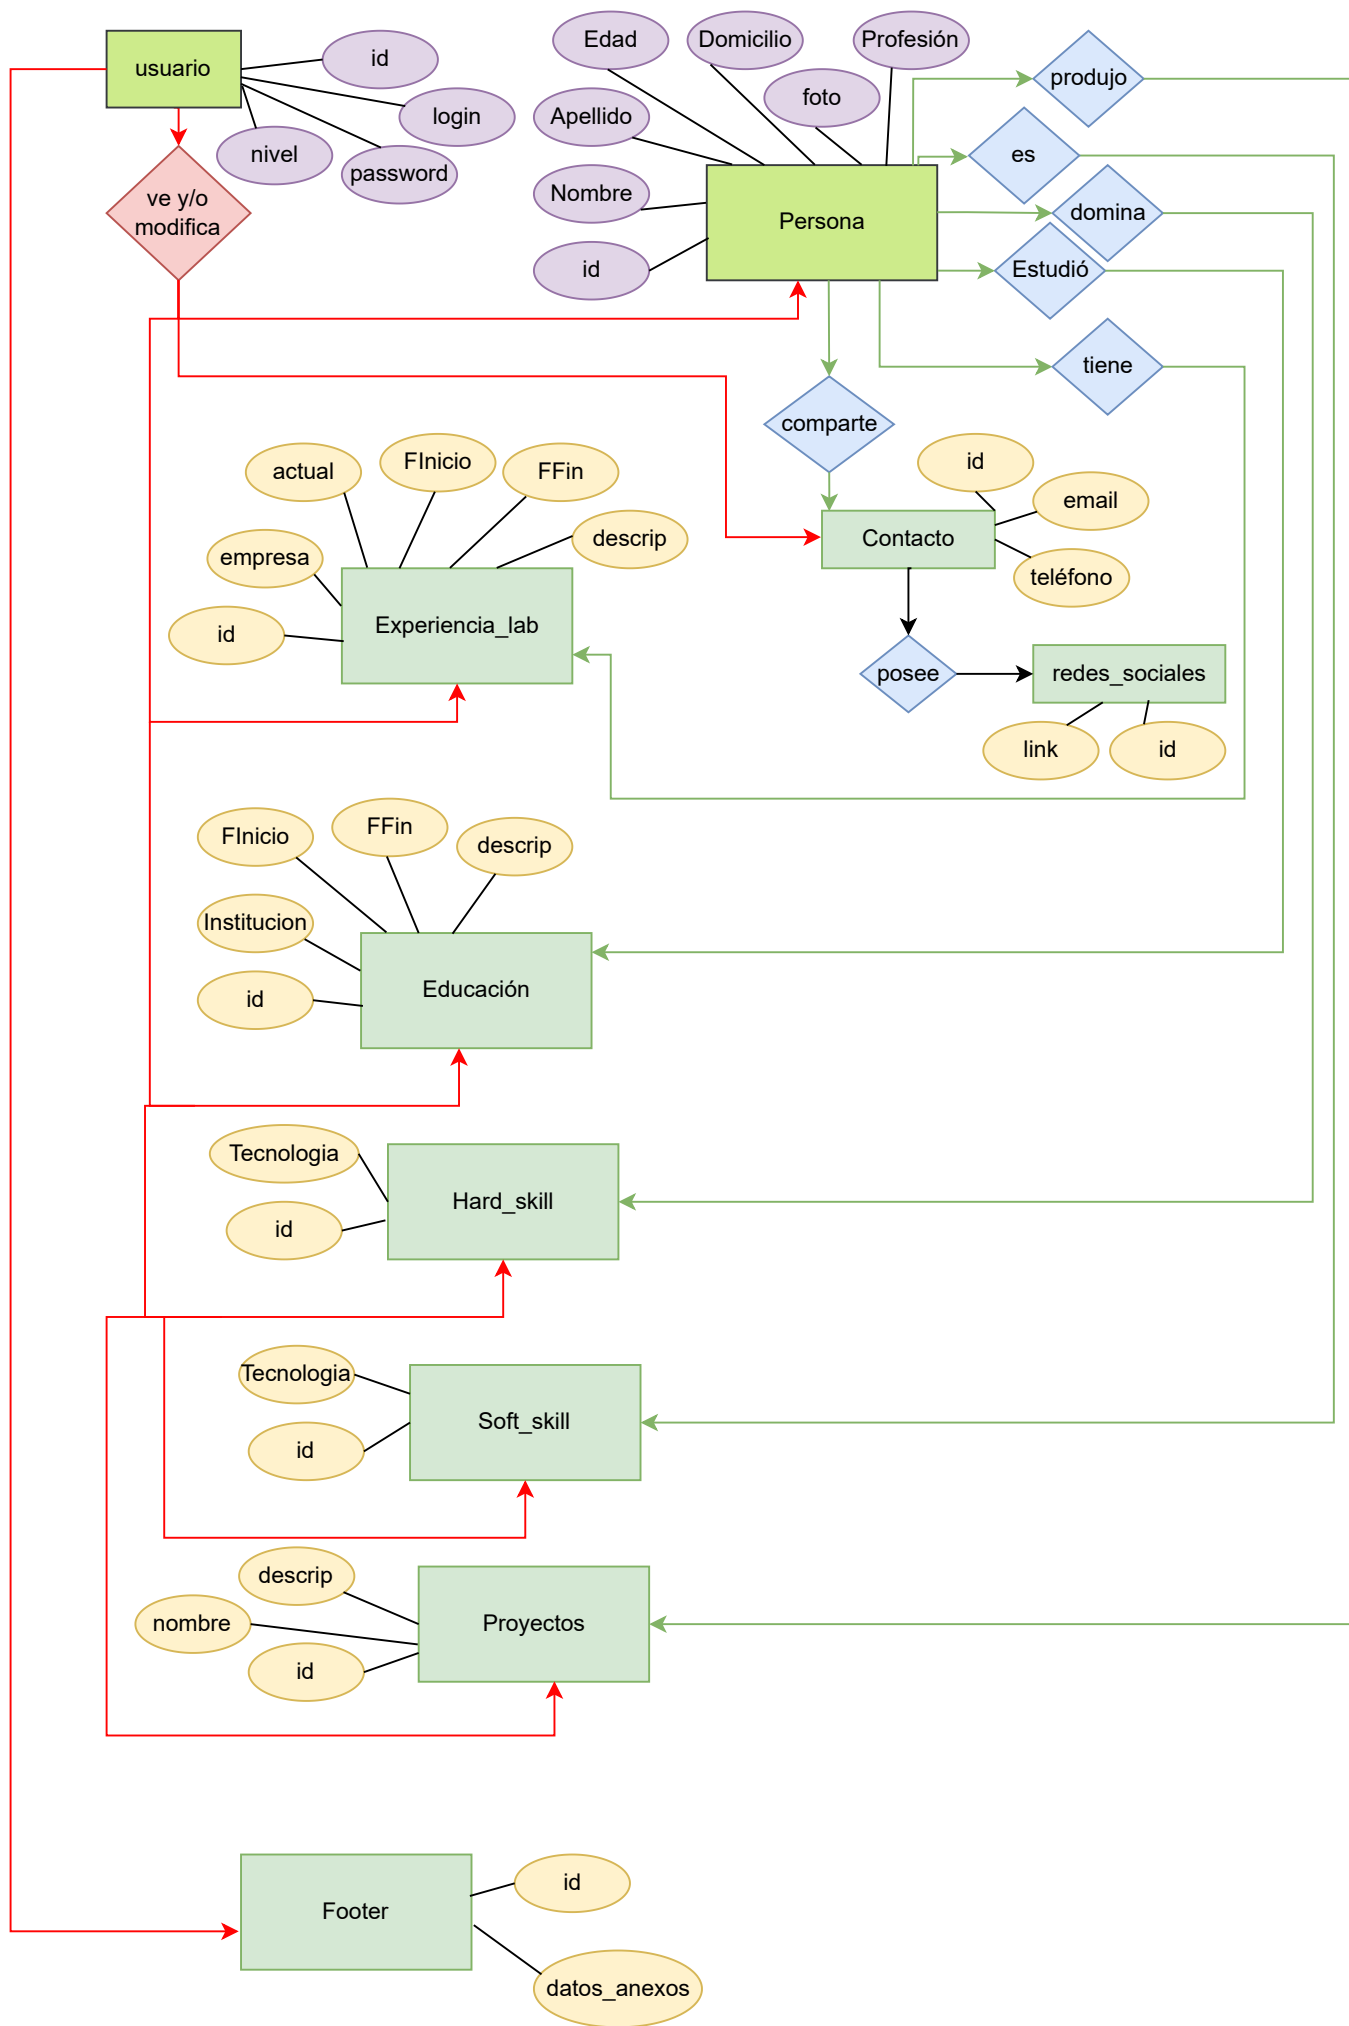 usuario
id
login
nivel
password
ve y/o
modifica
Edad
Domicilio
Profesión
foto
Apellido
Nombre
id
Persona
produjo
es
domina
Estudió
tiene
comparte
id
email
teléfono
Contacto
posee
redes_sociales
link
id
actual
FInicio
FFin
descrip
empresa
id
Experiencia_lab
FInicio
FFin
descrip
Institucion
id
Educación
Tecnologia
id
Hard_skill
Tecnologia
id
Soft_skill
descrip
nombre
id
Proyectos
Footer
id
datos_anexos